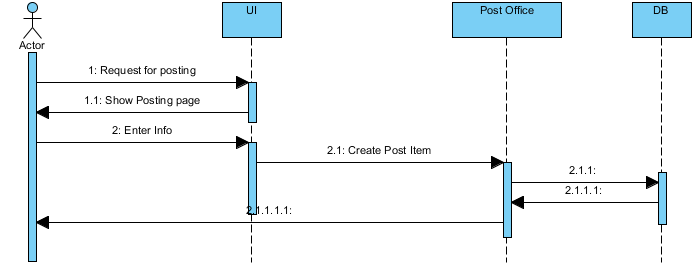 UI
Post Office
DB
Actor
1: Request for posting
1.1: Show Posting page
2: Enter Info
2.1: Create Post Item
2.1.1:
2.1.1.1:
2.1.1.1.1: